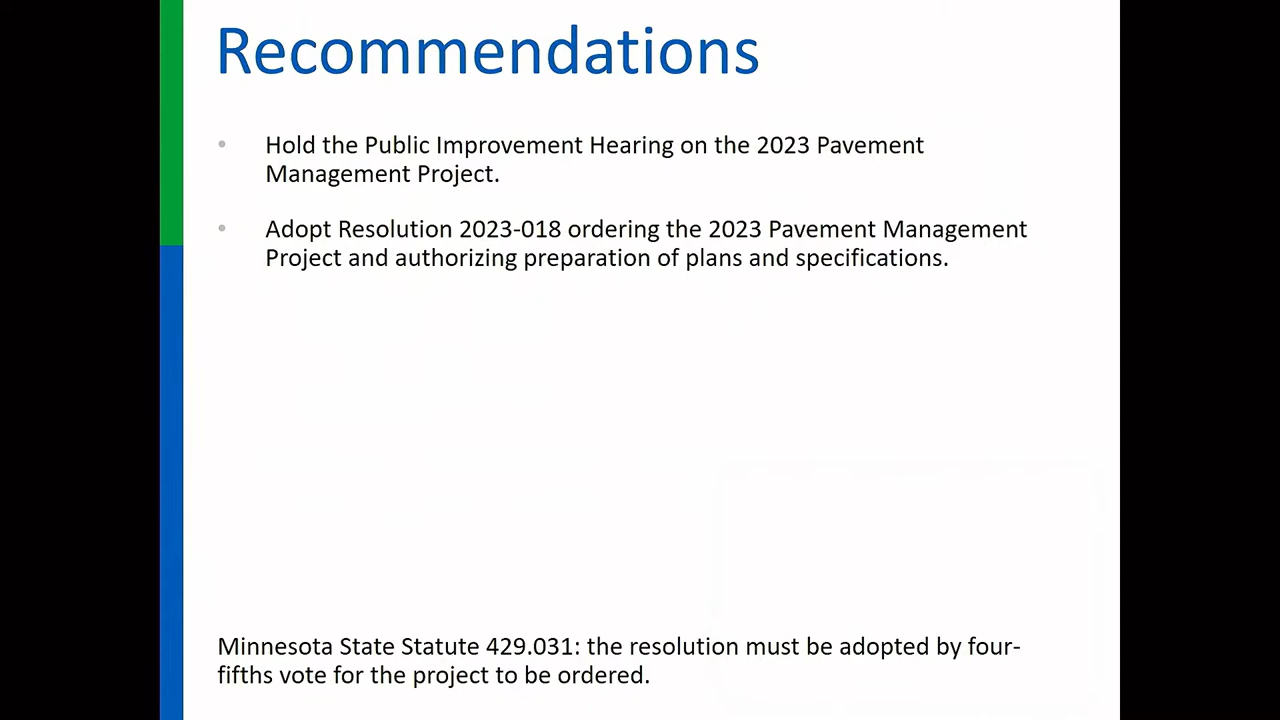 Recommendations
• Hold the Public Improvement Hearing on the 2023 Pavement
Management Project.
• Adopt Resolution 2023-018 ordering the 2023 Pavement Management
Project and authorizing preparation of plans and specifications.
Minnesota State Statute 429.031: the resolution must be adopted by four-
fifths vote for the project to be ordered.